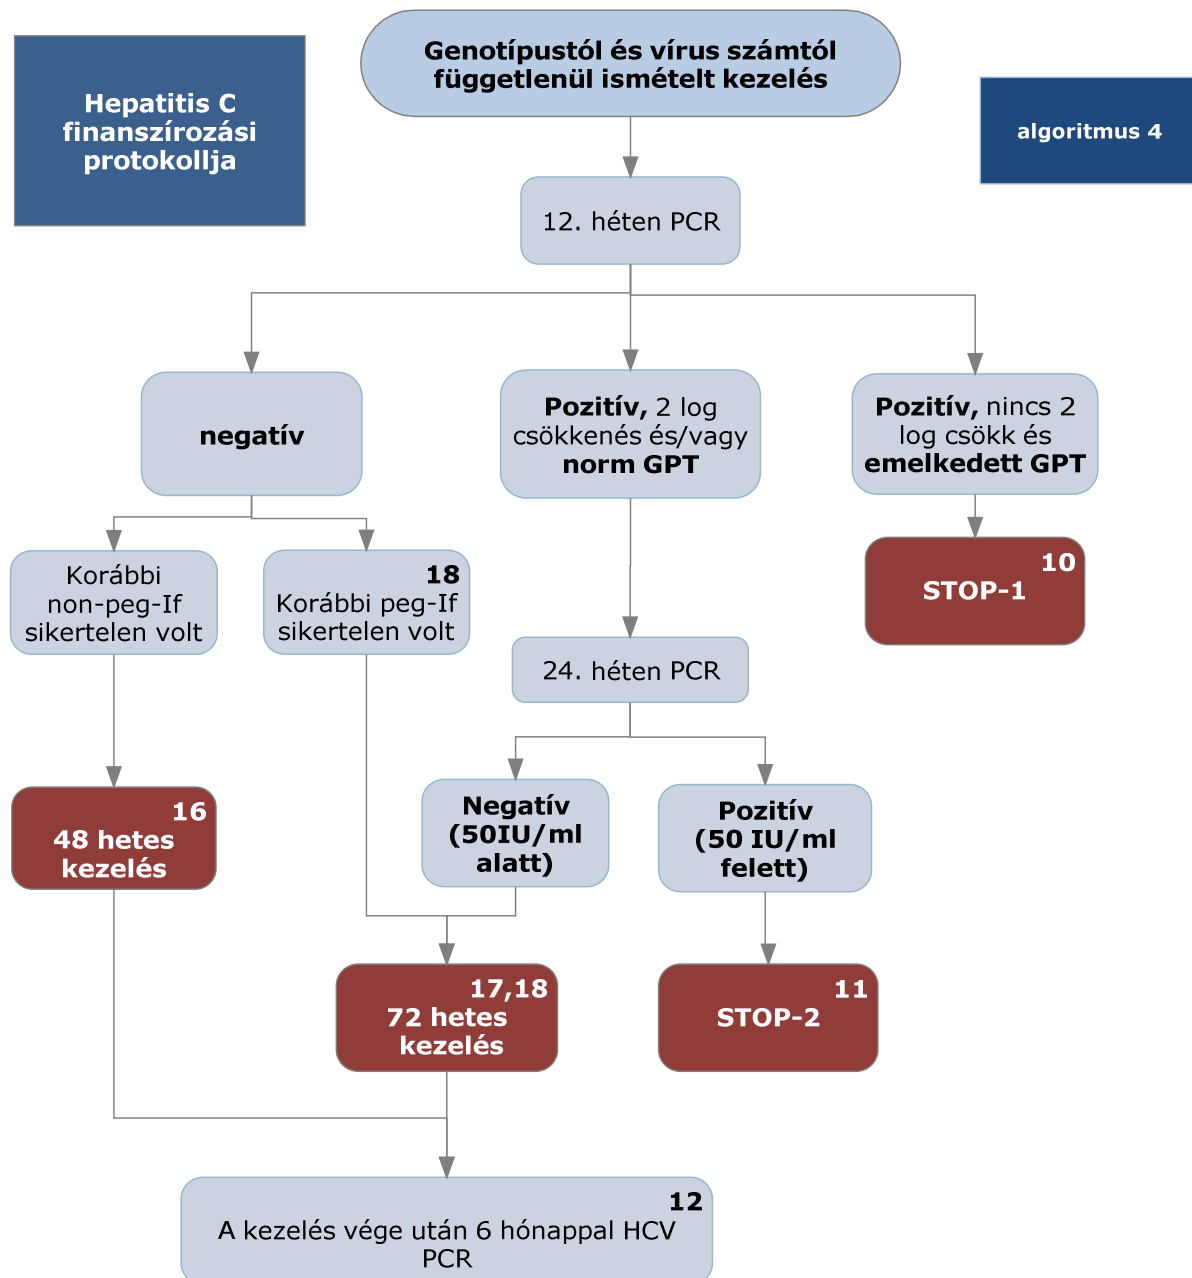 Genotípustól és vírus számtól
függetlenül ismételt kezelés
Hepatitis C
finanszírozási
protokollja
algoritmus 4
12. héten PCR
negatív
Pozitív, 2 log
csökkenés és/vagy
norm GPT
Pozitív, nincs 2
log csökk és
emelkedett GPT
Korábbi
non-peg-If
sikertelen volt
18
Korábbi peg-If
sikertelen volt
10
STOP-1
24. héten PCR
16
48 hetes
kezelés
Negatív
(50IU/ml
alatt)
Pozitív
(50 IU/ml
felett)
17,18
72 hetes
kezelés
11
STOP-2
12
A kezelés vége után 6 hónappal HCV
PCR